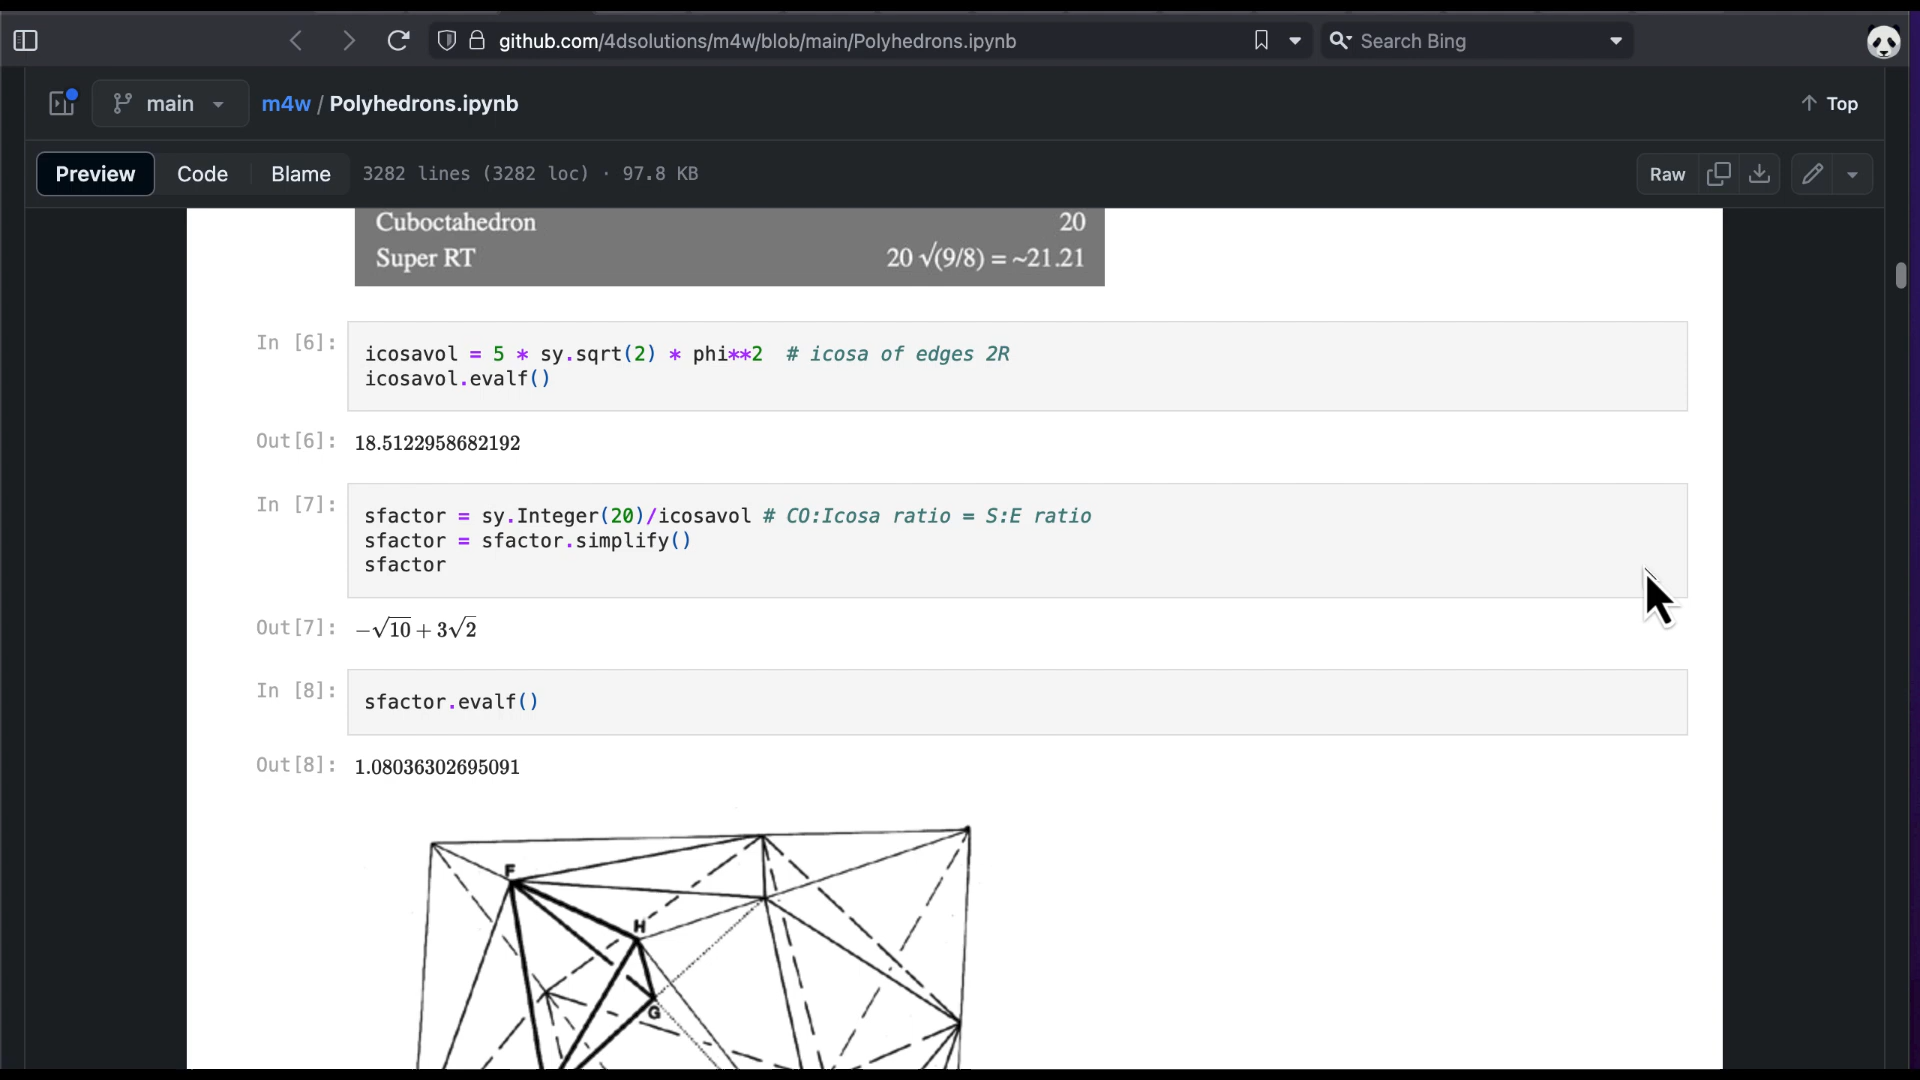 github.com/4dsolutions/m4w/blob/main/Polyhedrons.ipynb
Search Bing
main
m4w / Polyhedrons.ipynb
Top
Preview
Code
Blame
3282 lines (3282 loc) · 97.8 KB
Raw
Cuboctahedron 20
Super RT 20 √(9/8) = ~21.21
In [6]:
icosavol = 5 * sy.sqrt(2) * phi**2 # icosa of edges 2R
icosavol.evalf()
Out[6]: 18.5122958682192
In [7]:
sfactor = sy.Integer(20)/icosavol # CO:Icosa ratio = S:E ratio
sfactor = sfactor.simplify()
sfactor
Out[7]: −√10 + 3√2
In [8]:
sfactor.evalf()
Out[8]: 1.08036302695091
F
H
G